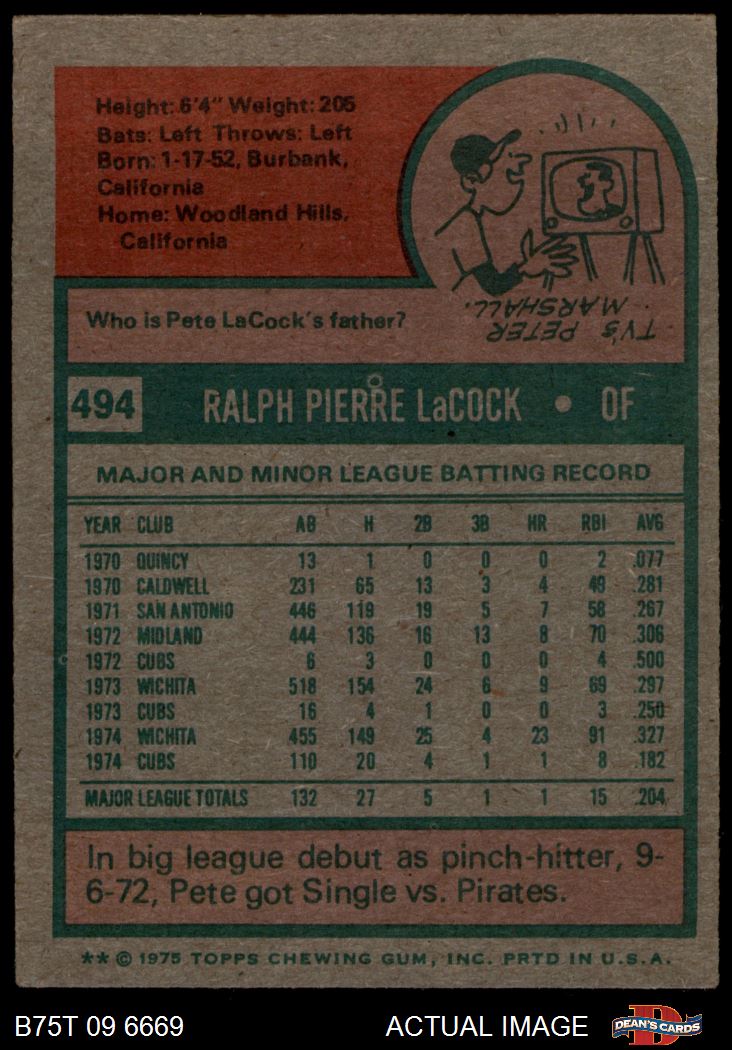 Height: 6'4" Weight: 205
Bats: Left Throws: Left
Born: 1-17-52, Burbank,
California
Home: Woodland Hills,
California
Who is Pete LaCock's father?
TV'S PETER
MARSHALL.
494 RALPH PIERRE LaCOCK • OF
MAJOR AND MINOR LEAGUE BATTING RECORD
YEAR CLUB AB H 2B 3B HR RBI AVG
1970 QUINCY 13 1 0 0 0 2 .077
1970 CALDWELL 231 65 13 3 4 49 .281
1971 SAN ANTONIO 446 119 19 5 7 58 .267
1972 MIDLAND 444 136 16 13 8 70 .306
1972 CUBS 6 3 0 0 0 4 .500
1973 WICHITA 518 154 24 6 9 69 .297
1973 CUBS 16 4 1 0 0 3 .250
1974 WICHITA 455 149 25 4 23 91 .327
1974 CUBS 110 20 4 1 1 8 .182
MAJOR LEAGUE TOTALS 132 27 5 1 1 15 .204
In big league debut as pinch-hitter, 9-
6-72, Pete got Single vs. Pirates.
** © 1975 TOPPS CHEWING GUM, INC. PRTD IN U.S.A.
B75T 09 6669 ACTUAL IMAGE D DEAN'S CARDS